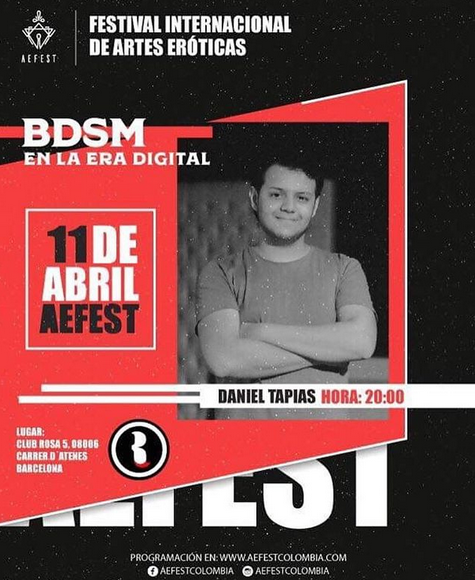 FESTIVAL INTERNACIONAL
DE ARTES ERÓTICAS
AEFEST
BDSM
EN LA ERA DIGITAL
11 DE
ABRIL
AEFEST
DANIEL TAPIAS HORA: 20:00
LUGAR:
CLUB ROSA 5, 08006
CARRER.D´ATENES
BARCELONA
AEFEST
PROGRAMACIÓN EN: WWW.AEFESTCOLOMBIA.COM
AEFESTCOLOMBIA AEFESTCOLOMBIA